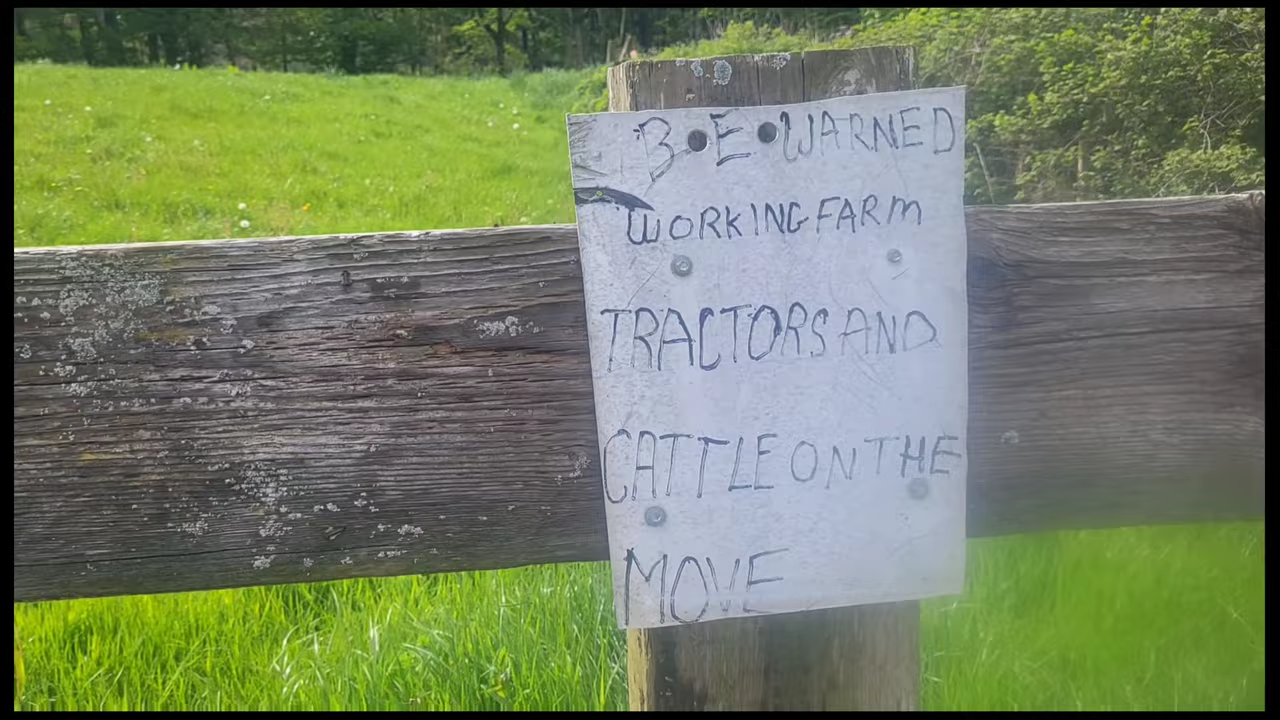 BE WARNED
WORKING FARM
TRACTORS AND
CATTLE ON THE
MOVE